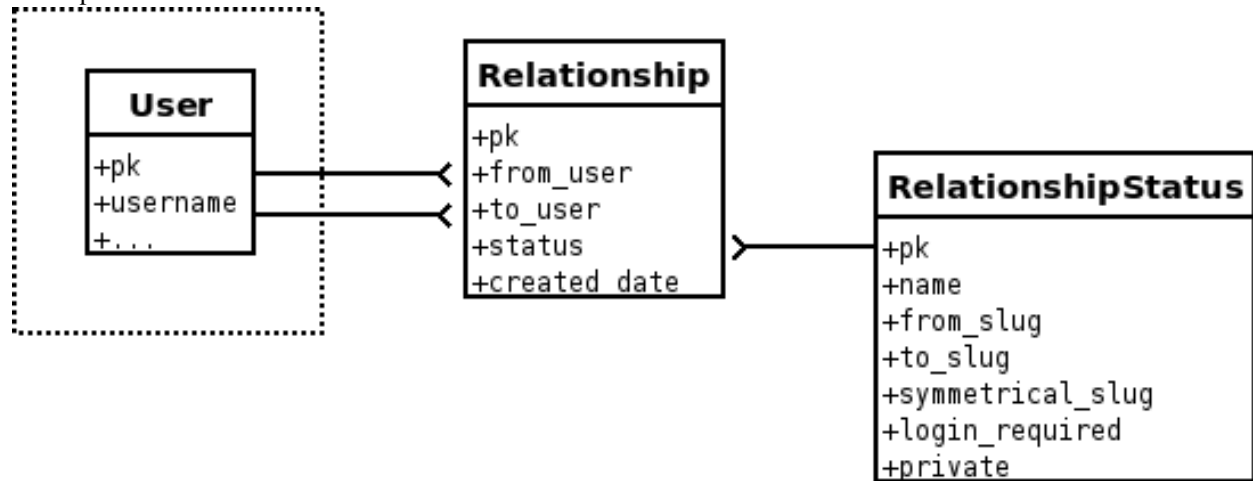 User
+pk
+username
+...
Relationship
+pk
+from_user
+to_user
+status
+created_date
RelationshipStatus
+pk
+name
+from_slug
+to_slug
+symmetrical_slug
+login_required
+private